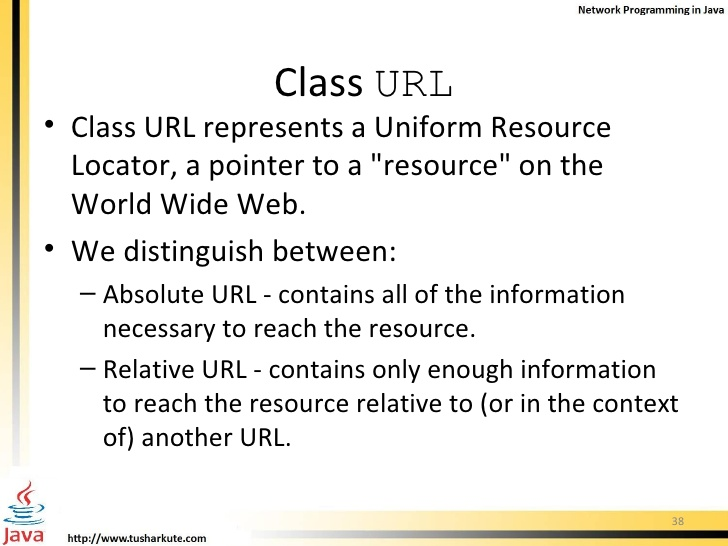 Network Programming in Java
Class URL
• Class URL represents a Uniform Resource
Locator, a pointer to a "resource" on the
World Wide Web.
• We distinguish between:
– Absolute URL - contains all of the information
necessary to reach the resource.
– Relative URL - contains only enough information
to reach the resource relative to (or in the context
of) another URL.
38
Java
http://www.tusharkute.com